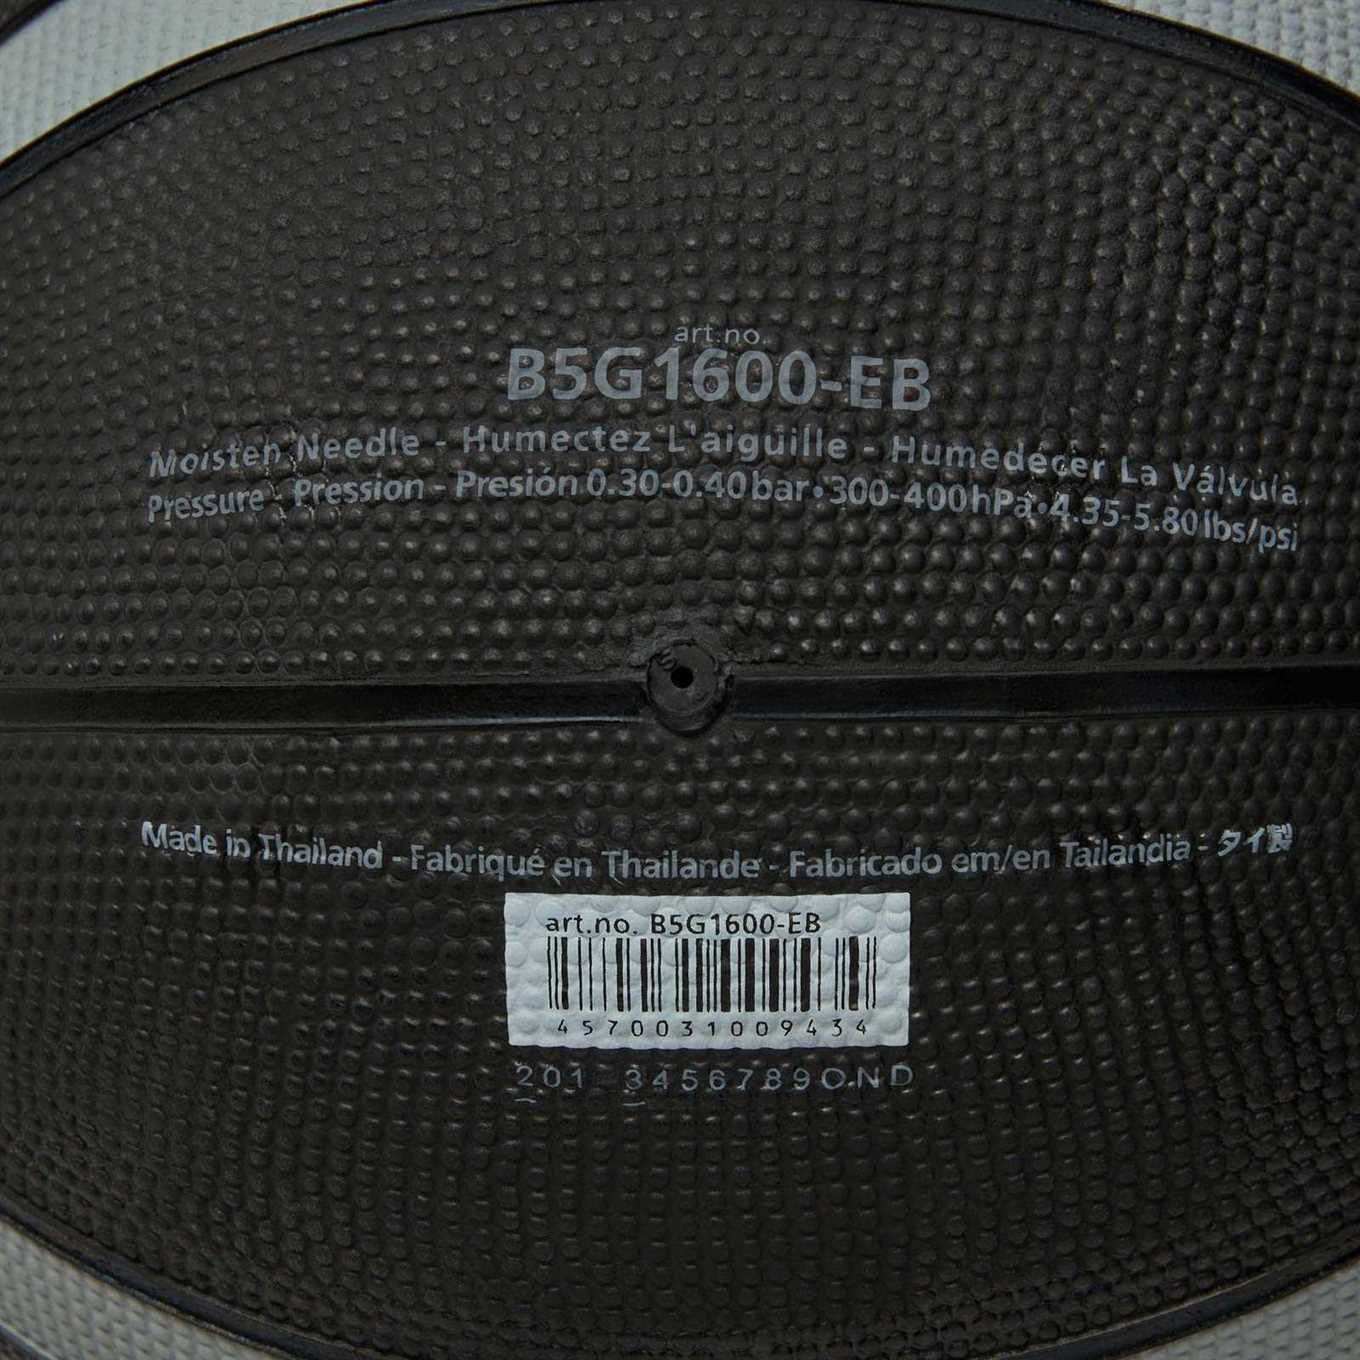 art.no.
B5G1600-EB
Moisten Needle - Humectez L'aiguille - Humedecer La Válvula
Pressure - Pression - Presión 0.30-0.40 bar • 300-400 hPa • 4.35-5.80 lbs/psi
Made in Thailand - Fabriqué en Thailande - Fabricado em/en Tailandia - タイ製
art.no. B5G1600-EB
4570031009434
201 3456789O.ND